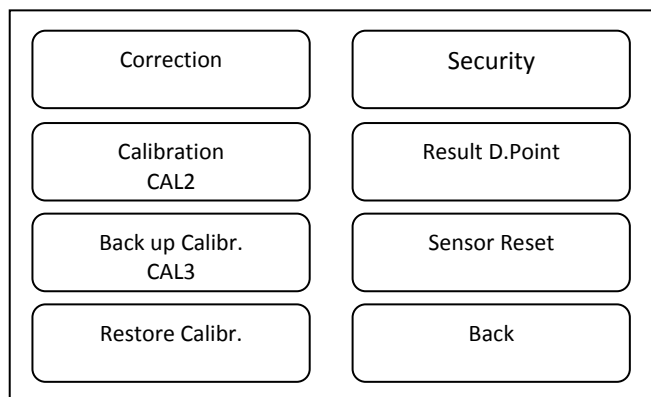 Correction
Security
Calibration
CAL2
Result D.Point
Back up Calibr.
CAL3
Sensor Reset
Restore Calibr.
Back